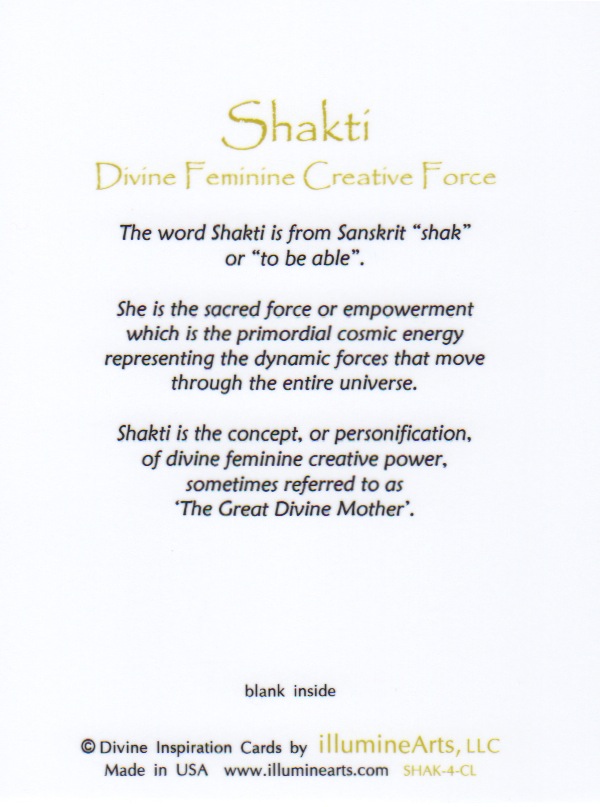 Shakti
Divine Feminine Creative Force
The word Shakti is from Sanskrit “shak”
or “to be able”.
She is the sacred force or empowerment
which is the primordial cosmic energy
representing the dynamic forces that move
through the entire universe.
Shakti is the concept, or personification,
of divine feminine creative power,
sometimes referred to as
‘The Great Divine Mother’.
blank inside
© Divine Inspiration Cards by illumineArts, LLC
Made in USA www.illuminearts.com SHAK-4-CL